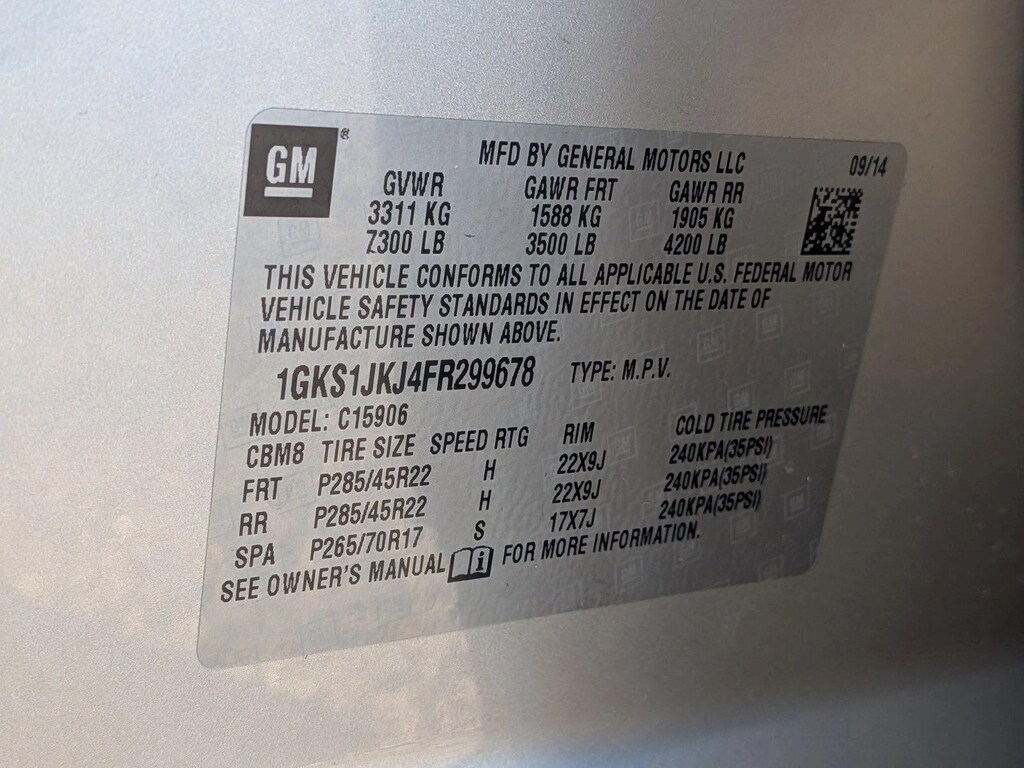 GM®
MFD BY GENERAL MOTORS LLC 09/14
GVWR GAWR FRT GAWR RR
3311 KG 1588 KG 1905 KG
7300 LB 3500 LB 4200 LB
THIS VEHICLE CONFORMS TO ALL APPLICABLE U.S. FEDERAL MOTOR
VEHICLE SAFETY STANDARDS IN EFFECT ON THE DATE OF
MANUFACTURE SHOWN ABOVE.
1GKS1JKJ4FR299678 TYPE: M.P.V.
MODEL: C15906
CBM8 TIRE SIZE SPEED RTG RIM COLD TIRE PRESSURE
FRT P285/45R22 H 22X9J 240KPA(35PSI)
RR P285/45R22 H 22X9J 240KPA(35PSI)
SPA P265/70R17 S 17X7J 240KPA(35PSI)
SEE OWNER'S MANUAL i FOR MORE INFORMATION.